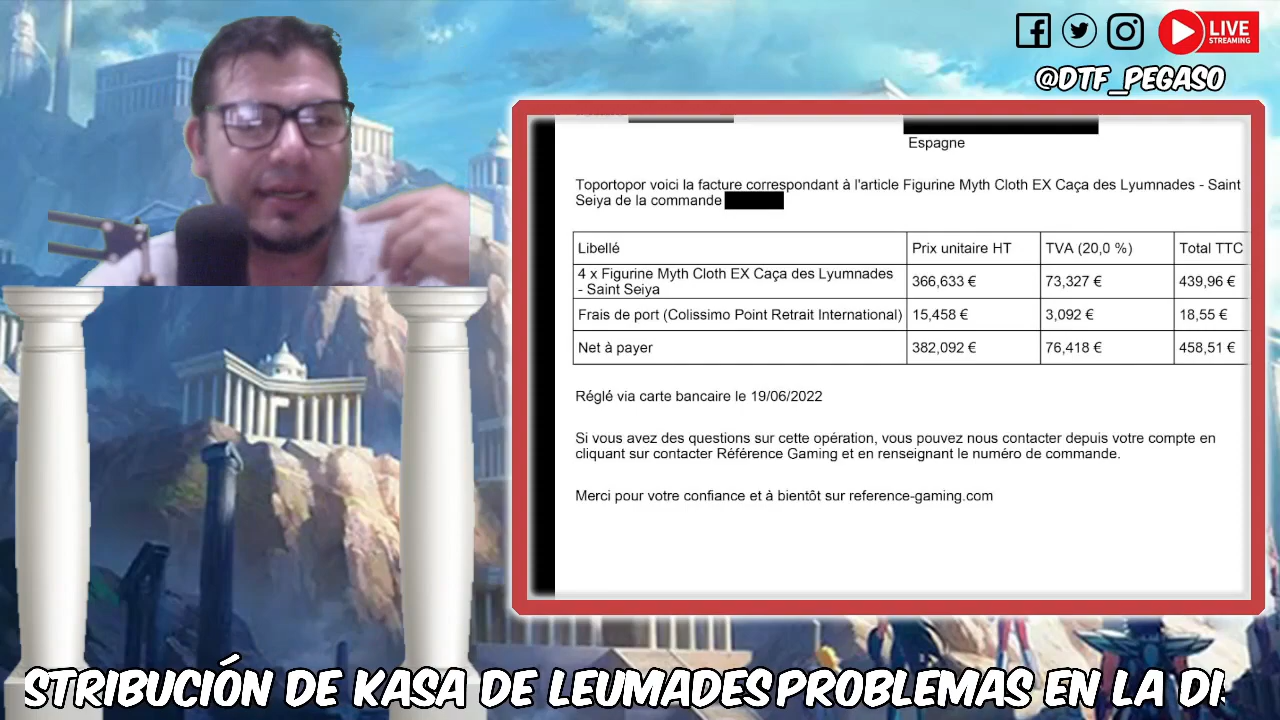 LIVE
STREAMING
@DTF_PEGASO
Espagne
Toportopor voici la facture correspondant à l'article Figurine Myth Cloth EX Caça des Lyumnades - Saint
Seiya de la commande
Libellé Prix unitaire HT TVA (20,0 %) Total TTC
4 x Figurine Myth Cloth EX Caça des Lyumnades
- Saint Seiya 366,633 € 73,327 € 439,96 €
Frais de port (Colissimo Point Retrait International) 15,458 € 3,092 € 18,55 €
Net à payer 382,092 € 76,418 € 458,51 €
Réglé via carte bancaire le 19/06/2022
Si vous avez des questions sur cette opération, vous pouvez nous contacter depuis votre compte en
cliquant sur contacter Référence Gaming et en renseignant le numéro de commande.
Merci pour votre confiance et à bientôt sur reference-gaming.com
STRIBUCIÓN DE KASA DE LEUMADES PROBLEMAS EN LA DI